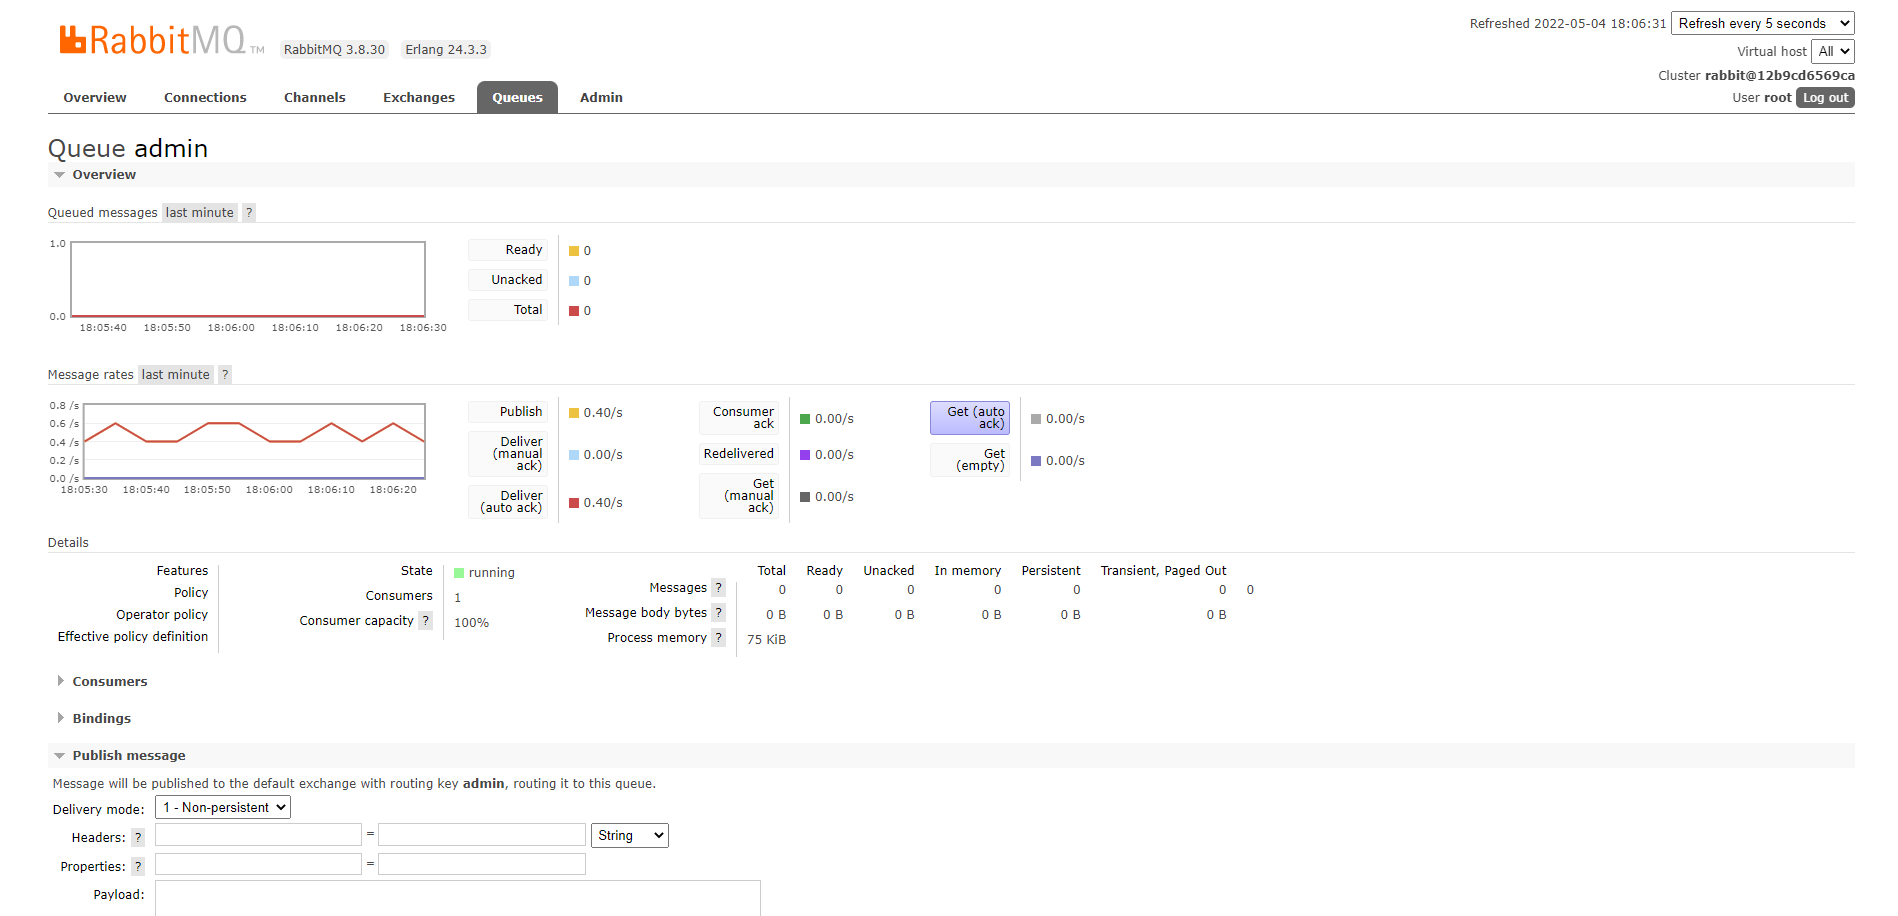 RabbitMQ TM RabbitMQ 3.8.30 Erlang 24.3.3
Refreshed 2022-05-04 18:06:31 Refresh every 5 seconds
Virtual host All
Cluster rabbit@12b9cd6569ca
User root Log out
Overview Connections Channels Exchanges Queues Admin
Queue admin
Overview
Queued messages last minute ?
1.0
0.0
18:05:40 18:05:50 18:06:00 18:06:10 18:06:20 18:06:30
Ready 0
Unacked 0
Total 0
Message rates last minute ?
0.8 /s
0.6 /s
0.4 /s
0.2 /s
0.0 /s
18:05:30 18:05:40 18:05:50 18:06:00 18:06:10 18:06:20
Publish 0.40/s
Deliver
(manual
ack) 0.00/s
Deliver
(auto ack) 0.40/s
Consumer
ack 0.00/s
Redelivered 0.00/s
Get
(manual
ack) 0.00/s
Get (auto
ack) 0.00/s
Get
(empty) 0.00/s
Details
Features
Policy
Operator policy
Effective policy definition
State running
Consumers 1
Consumer capacity ? 100%
Total Ready Unacked In memory Persistent Transient, Paged Out
Messages ? 0 0 0 0 0 0 0
Message body bytes ? 0 B 0 B 0 B 0 B 0 B 0 B
Process memory ? 75 KiB
Consumers
Bindings
Publish message
Message will be published to the default exchange with routing key admin, routing it to this queue.
Delivery mode: 1 - Non-persistent
Headers: ? = String
Properties: ? =
Payload: